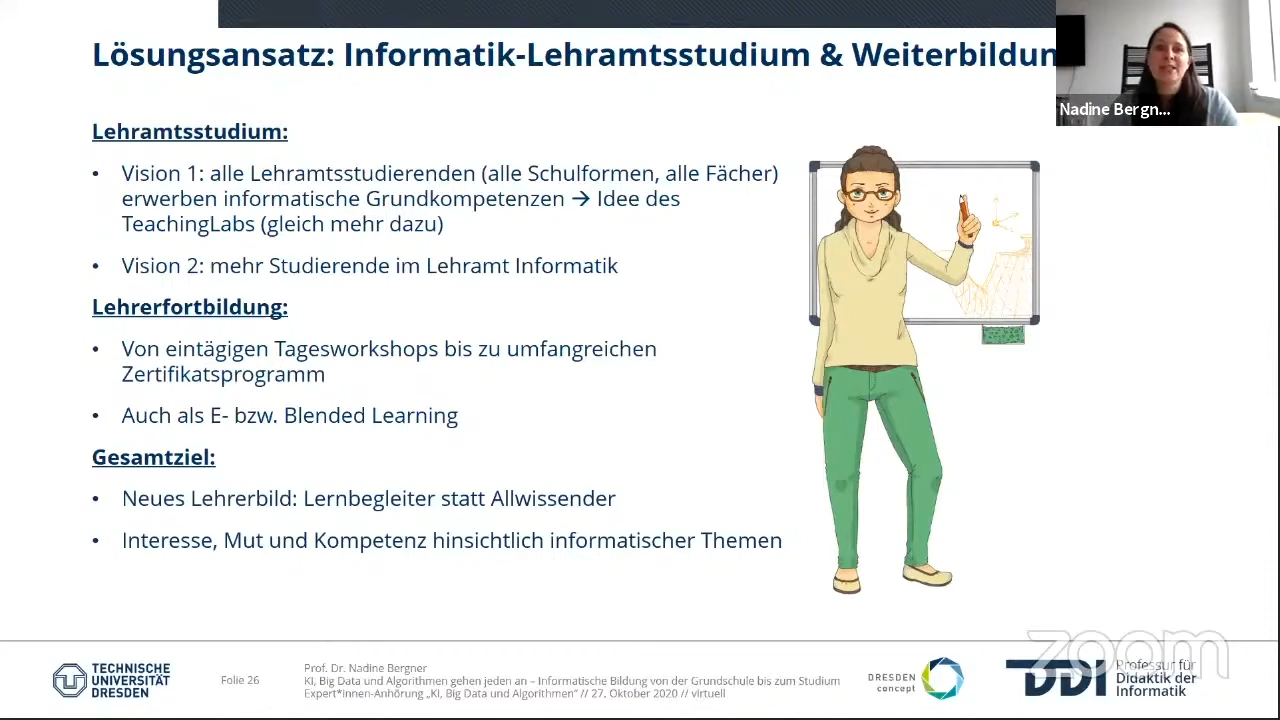 Lösungsansatz: Informatik-Lehramtsstudium & Weiterbildun
Nadine Bergn...
Lehramtsstudium:
• Vision 1: alle Lehramtsstudierenden (alle Schulformen, alle Fächer)
erwerben informatische Grundkompetenzen → Idee des
TeachingLabs (gleich mehr dazu)
• Vision 2: mehr Studierende im Lehramt Informatik
Lehrerfortbildung:
• Von eintägigen Tagesworkshops bis zu umfangreichen
Zertifikatsprogramm
• Auch als E- bzw. Blended Learning
Gesamtziel:
• Neues Lehrerbild: Lernbegleiter statt Allwissender
• Interesse, Mut und Kompetenz hinsichtlich informatischer Themen
zoom
TECHNISCHE
UNIVERSITÄT
DRESDEN
Folie 26
Prof. Dr. Nadine Bergner
KI, Big Data und Algorithmen gehen jeden an – Informatische Bildung von der Grundschule bis zum Studium
Expert*innen-Anhörung „KI, Big Data und Algorithmen“ // 27. Oktober 2020 // virtuell
DRESDEN
concept
DDI
Professur für
Didaktik der
Informatik